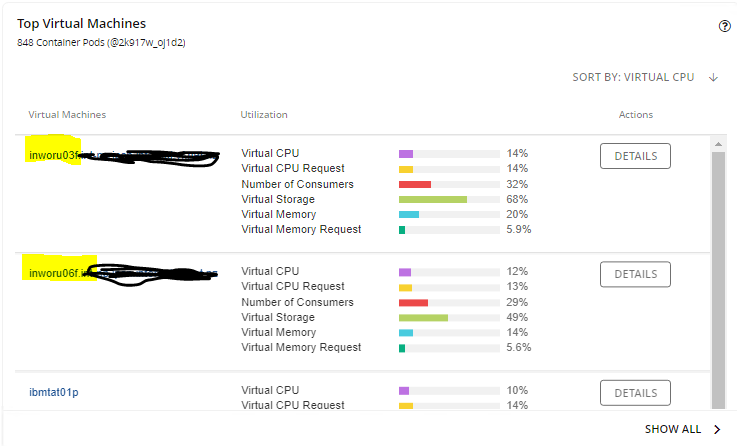 Top Virtual Machines
848 Container Pods (@2k917w_oj1d2)
SORT BY: VIRTUAL CPU
Virtual Machines Utilization Actions
inworu03f Virtual CPU 14% DETAILS
Virtual CPU Request 14%
Number of Consumers 32%
Virtual Storage 68%
Virtual Memory 20%
Virtual Memory Request 5.9%
inworu06f. Virtual CPU 12% DETAILS
Virtual CPU Request 13%
Number of Consumers 29%
Virtual Storage 49%
Virtual Memory 14%
Virtual Memory Request 5.6%
ibmtat01p Virtual CPU 10% DETAILS
Virtual CPU Request 14%
SHOW ALL